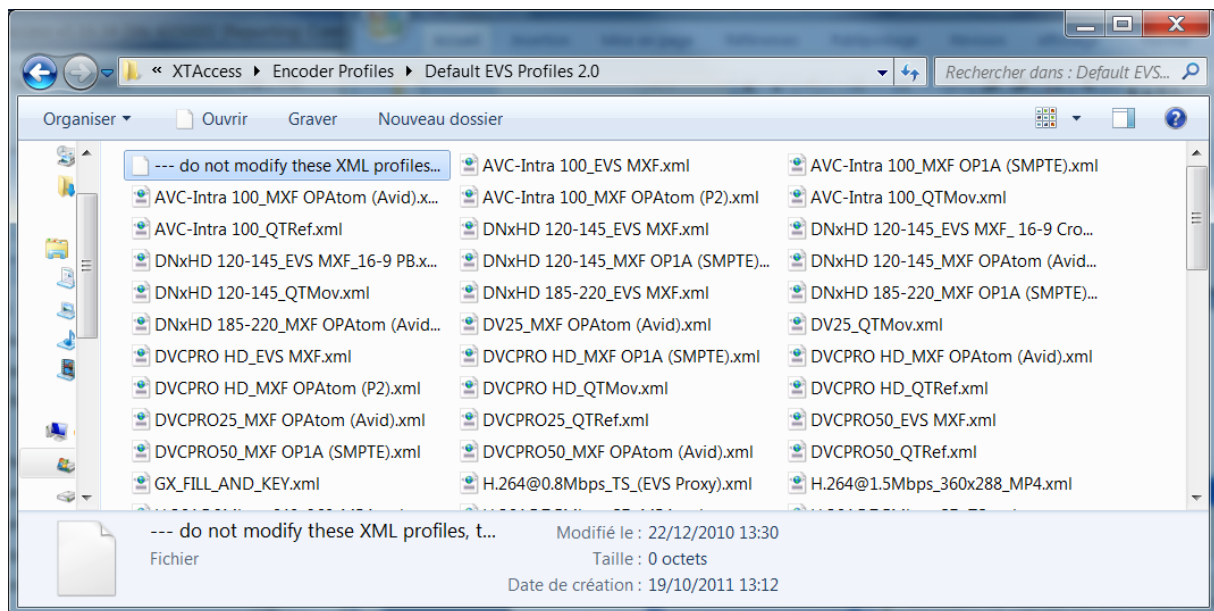 « XTAccess ▸ Encoder Profiles ▸ Default EVS Profiles 2.0
Rechercher dans : Default EVS...
Organiser Ouvrir Graver Nouveau dossier
--- do not modify these XML profiles... AVC-Intra 100_EVS MXF.xml AVC-Intra 100_MXF OP1A (SMPTE).xml
AVC-Intra 100_MXF OPAtom (Avid).x... AVC-Intra 100_MXF OPAtom (P2).xml AVC-Intra 100_QTMov.xml
AVC-Intra 100_QTRef.xml DNxHD 120-145_EVS MXF.xml DNxHD 120-145_EVS MXF_ 16-9 Cro...
DNxHD 120-145_EVS MXF_16-9 PB.x... DNxHD 120-145_MXF OP1A (SMPTE)... DNxHD 120-145_MXF OPAtom (Avid...
DNxHD 120-145_QTMov.xml DNxHD 185-220_EVS MXF.xml DNxHD 185-220_MXF OP1A (SMPTE)...
DNxHD 185-220_MXF OPAtom (Avid... DV25_MXF OPAtom (Avid).xml DV25_QTMov.xml
DVCPRO HD_EVS MXF.xml DVCPRO HD_MXF OP1A (SMPTE).xml DVCPRO HD_MXF OPAtom (Avid).xml
DVCPRO HD_MXF OPAtom (P2).xml DVCPRO HD_QTMov.xml DVCPRO HD_QTRef.xml
DVCPRO25_MXF OPAtom (Avid).xml DVCPRO25_QTRef.xml DVCPRO50_EVS MXF.xml
DVCPRO50_MXF OP1A (SMPTE).xml DVCPRO50_MXF OPAtom (Avid).xml DVCPRO50_QTRef.xml
GX_FILL_AND_KEY.xml H.264@0.8Mbps_TS_(EVS Proxy).xml H.264@1.5Mbps_360x288_MP4.xml
--- do not modify these XML profiles, t... Modifié le : 22/12/2010 13:30
Fichier Taille : 0 octets
Date de création : 19/10/2011 13:12